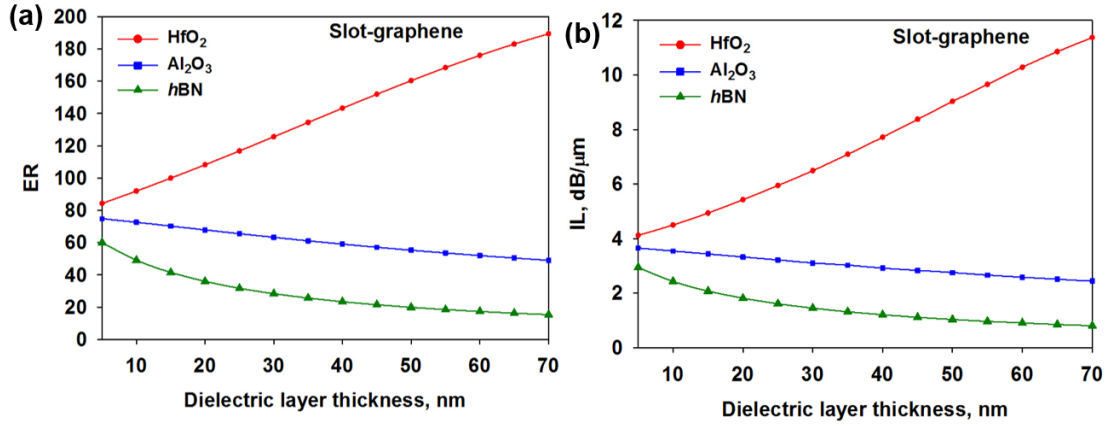 (a)
200
180
160
140
120
100
80
60
40
20
0
ER
Slot-graphene
HfO₂
Al₂O₃
hBN
10 20 30 40 50 60 70
Dielectric layer thickness, nm
(b)
12
10
8
6
4
2
0
IL, dB/μm
Slot-graphene
HfO₂
Al₂O₃
hBN
10 20 30 40 50 60 70
Dielectric layer thickness, nm